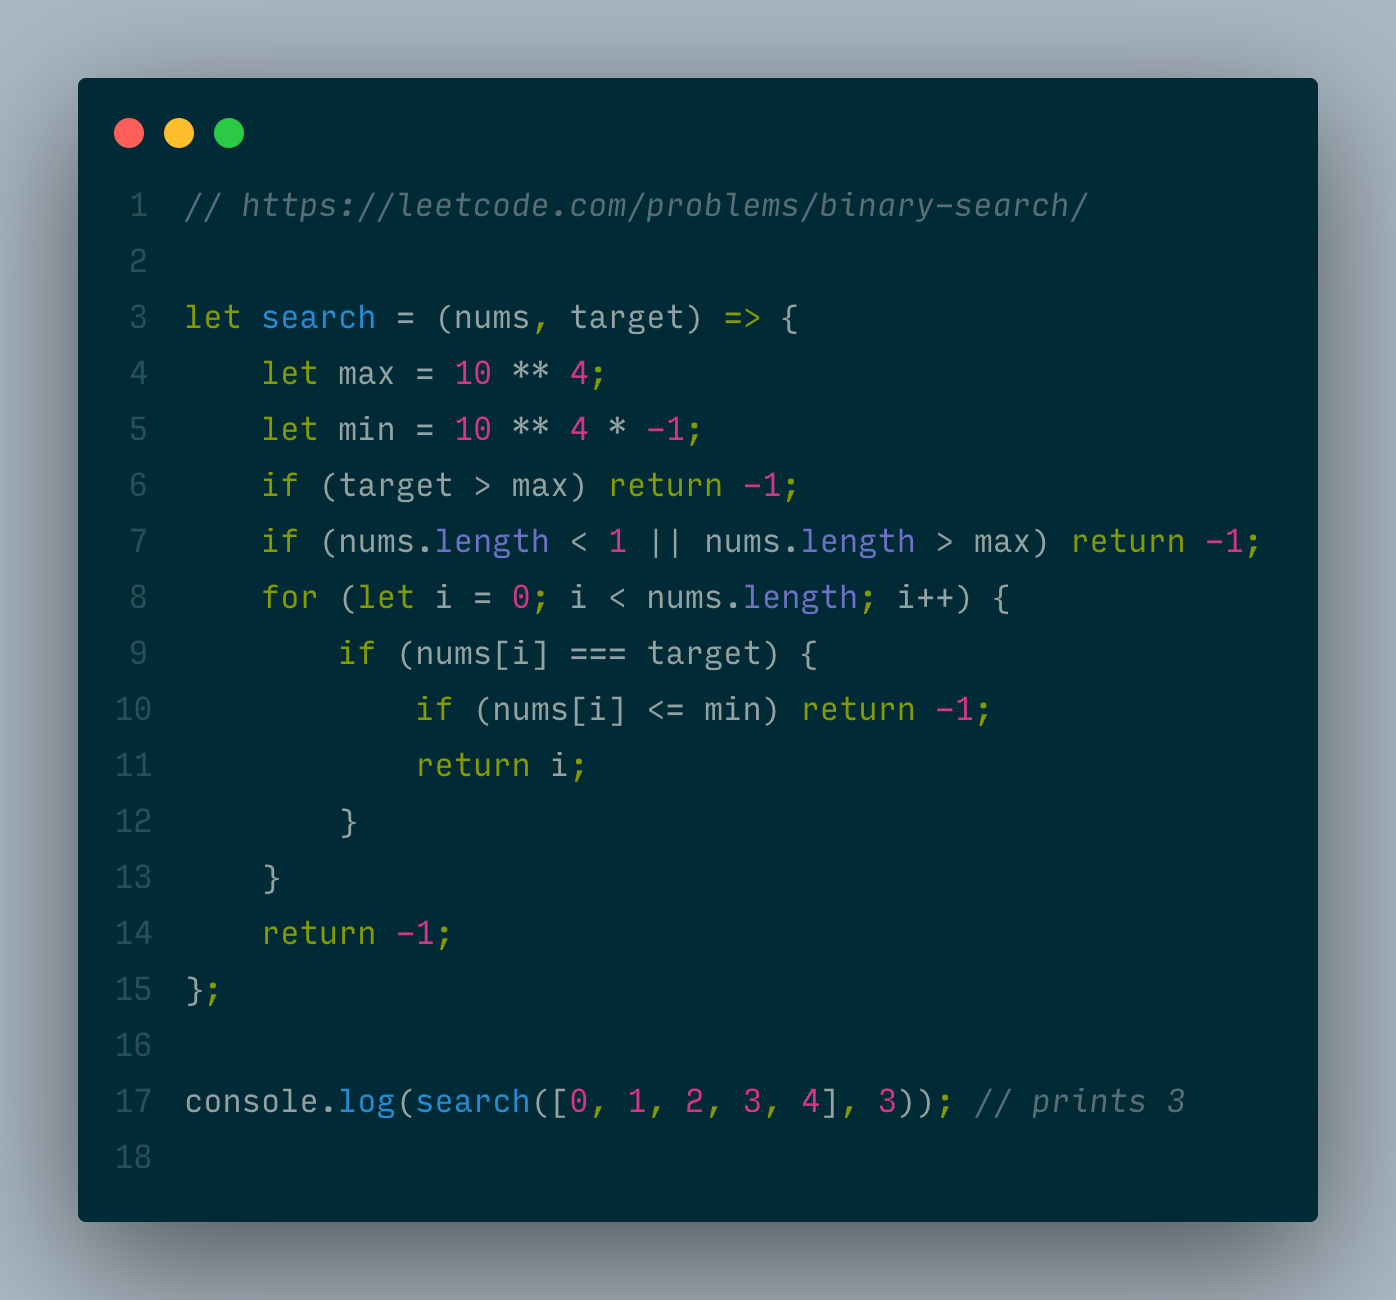 1 // https://leetcode.com/problems/binary-search/
2
3 let search = (nums, target) => {
4     let max = 10 ** 4;
5     let min = 10 ** 4 * -1;
6     if (target > max) return -1;
7     if (nums.length < 1 || nums.length > max) return -1;
8     for (let i = 0; i < nums.length; i++) {
9         if (nums[i] === target) {
10             if (nums[i] <= min) return -1;
11             return i;
12         }
13     }
14     return -1;
15 };
16
17 console.log(search([0, 1, 2, 3, 4], 3)); // prints 3
18